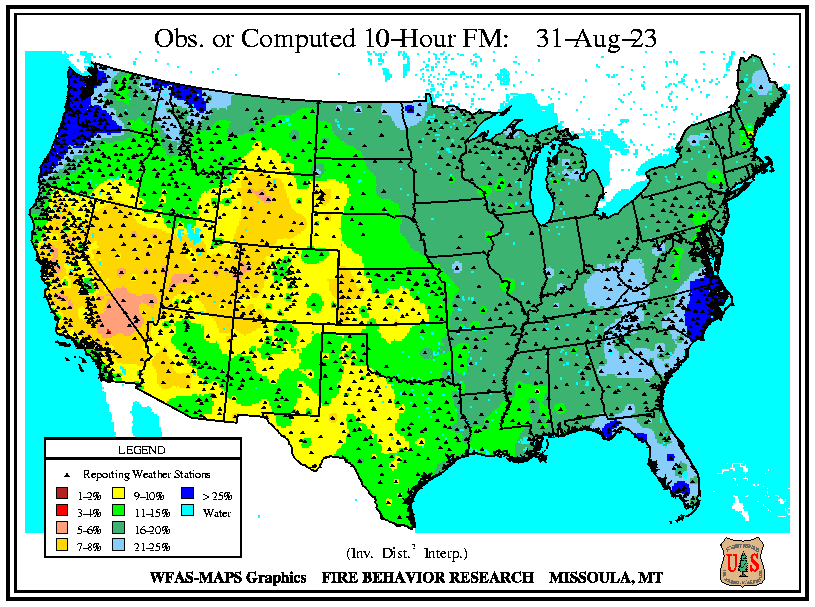 Obs. or Computed 10-Hour FM: 31-Aug-23
LEGEND
Reporting Weather Stations
1-2% 9-10% > 25%
3-4% 11-15% Water
5-6% 16-20%
7-8% 21-25%
(Inv. Dist.² Interp.)
WFAS-MAPS Graphics FIRE BEHAVIOR RESEARCH MISSOULA, MT
U S